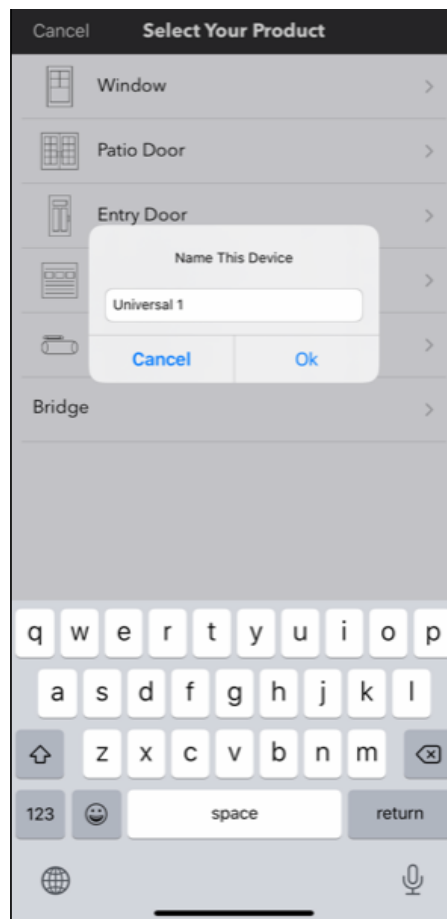 Cancel Select Your Product
Window
Patio Door
Entry Door
Name This Device
Universal 1
Cancel Ok
Bridge
q w e r t y u i o p
a s d f g h j k l
z x c v b n m
123 space return